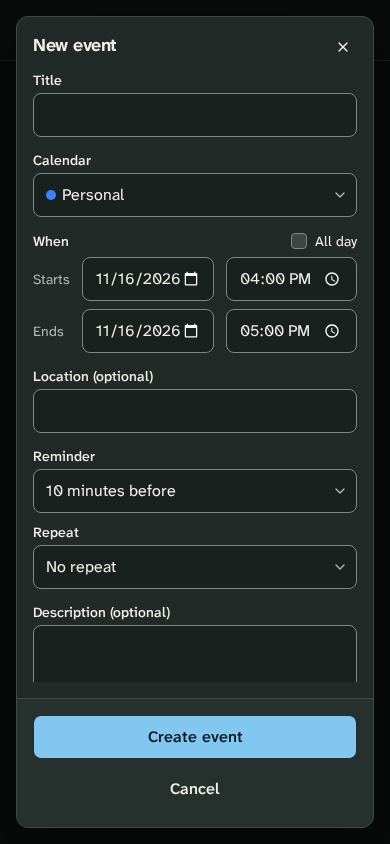 New event
Title
Calendar
Personal
When All day
Starts 11/16/2026 04:00 PM
Ends 11/16/2026 05:00 PM
Location (optional)
Reminder
10 minutes before
Repeat
No repeat
Description (optional)
Create event
Cancel